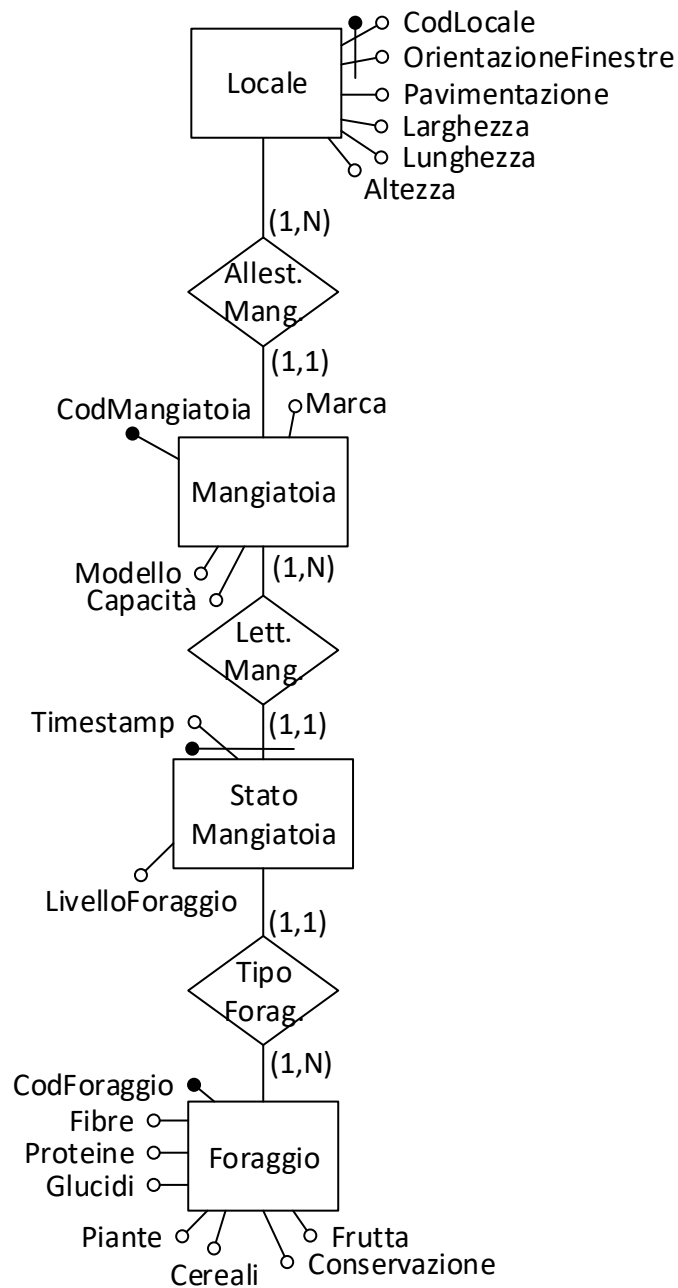 CodLocale
OrientazioneFinestre
Locale
Pavimentazione
Larghezza
Lunghezza
Altezza
(1,N)
Allest.
Mang.
(1,1)
CodMangiatoia
Marca
Mangiatoia
Modello
(1,N)
Capacità
Lett.
Mang.
Timestamp
(1,1)
Stato
Mangiatoia
LivelloForaggio
(1,1)
Tipo
Forag.
(1,N)
CodForaggio
Fibre
Proteine
Foraggio
Glucidi
Piante
Frutta
Cereali
Conservazione